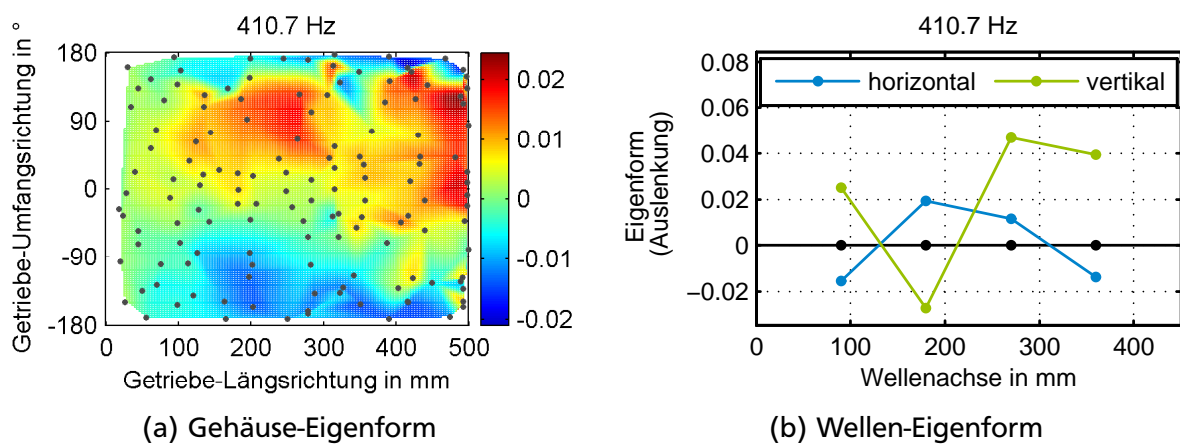 410.7 Hz
Getriebe-Umfangsrichtung in °
180
90
0
-90
-180
0 100 200 300 400 500
Getriebe-Längsrichtung in mm
0.02
0.01
0
-0.01
-0.02
(a) Gehäuse-Eigenform
410.7 Hz
horizontal vertikal
Eigenform
(Auslenkung)
0.08
0.06
0.04
0.02
0
−0.02
0 100 200 300 400
Wellenachse in mm
(b) Wellen-Eigenform